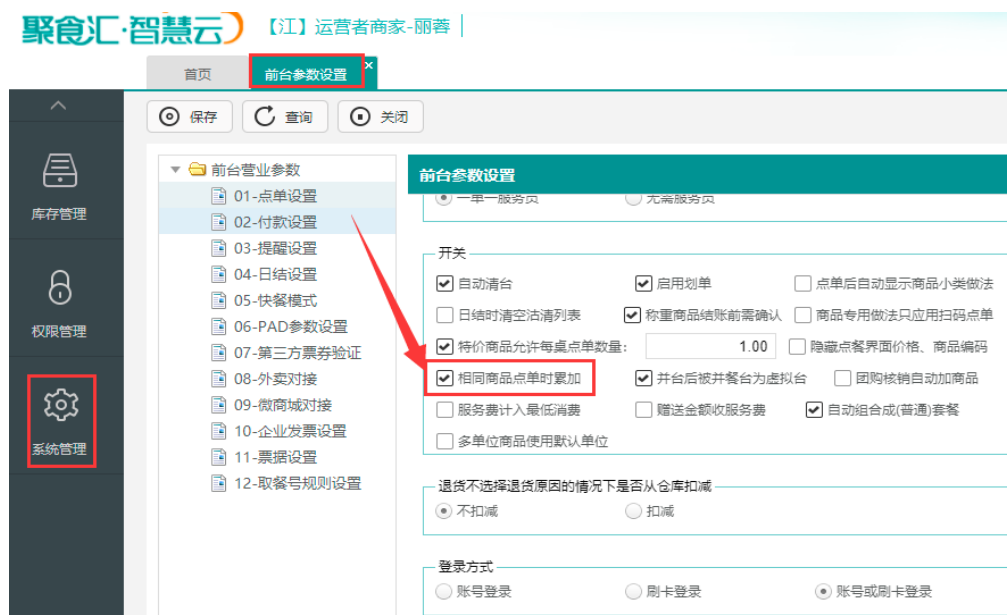 聚食汇·智慧云 【江】运营者商家-丽蓉
首页 前台参数设置
保存 查询 关闭
库存管理
权限管理
系统管理
前台营业参数
01-点单设置
02-付款设置
03-提醒设置
04-日结设置
05-快餐模式
06-PAD参数设置
07-第三方票券验证
08-外卖对接
09-微商城对接
10-企业发票设置
11-票据设置
12-取餐号规则设置
前台参数设置
一单一服务员 无需服务员
开关
自动清台 启用划单 点单后自动显示商品小类做法
日结时清空沽清列表 称重商品结账前需确认 商品专用做法只应用扫码点单
特价商品允许每桌点单数量: 1.00 隐藏点餐界面价格、商品编码
相同商品点单时累加 并台后被并餐台为虚拟台 团购核销自动加商品
服务费计入最低消费 赠送金额收服务费 自动组合成(普通)套餐
多单位商品使用默认单位
退货不选择退货原因的情况下是否从仓库扣减
不扣减 扣减
登录方式
账号登录 刷卡登录 账号或刷卡登录